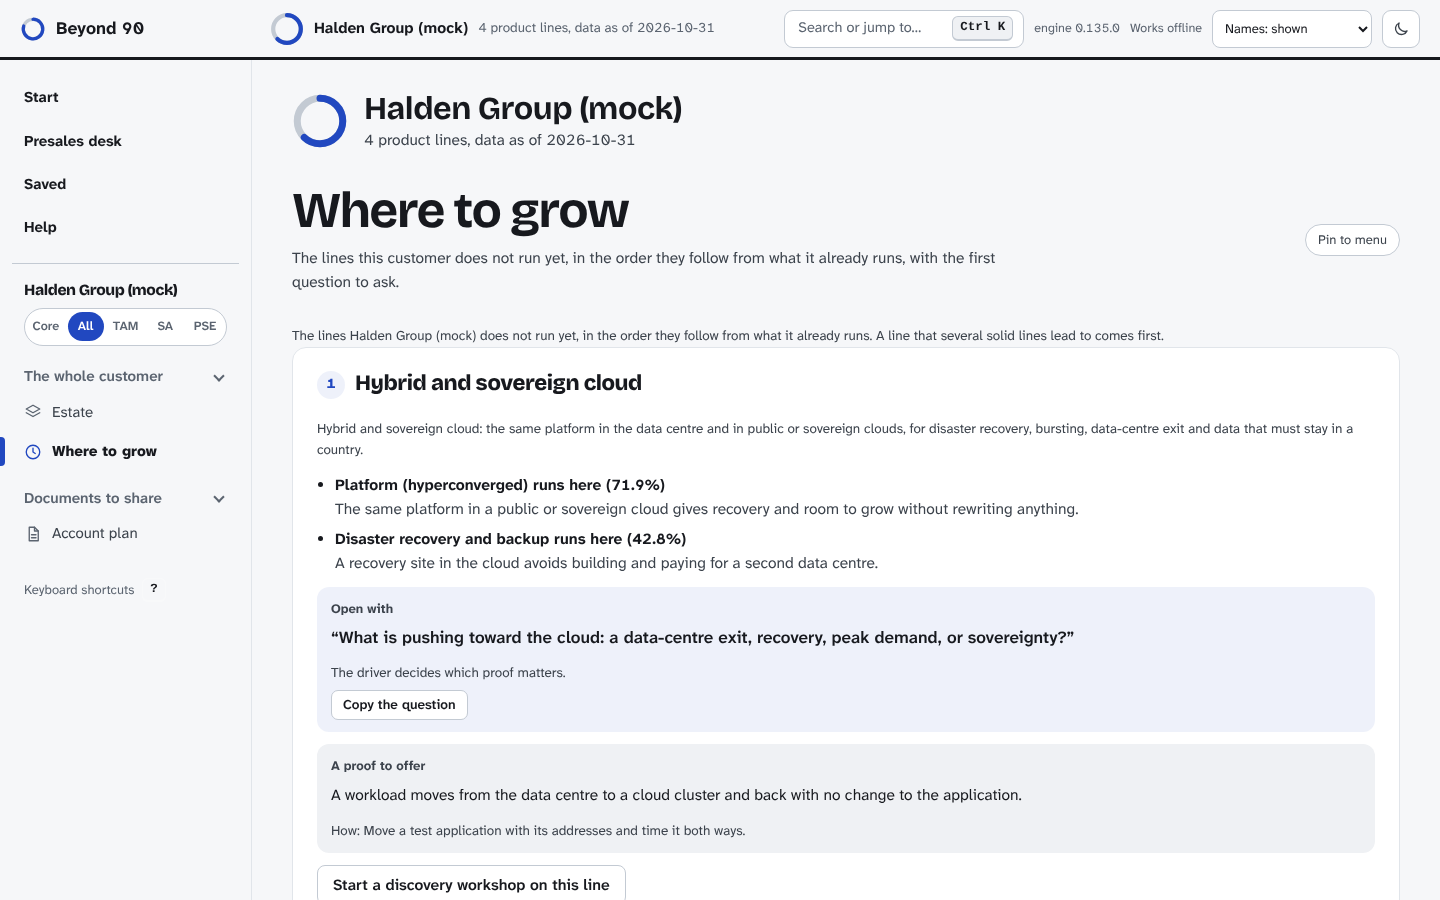 Beyond 90
Halden Group (mock) 4 product lines, data as of 2026-10-31
Search or jump to... Ctrl K
engine 0.135.0 Works offline
Names: shown
Start
Presales desk
Saved
Help
Halden Group (mock)
Core All TAM SA PSE
The whole customer
Estate
Where to grow
Documents to share
Account plan
Keyboard shortcuts ?
Halden Group (mock)
4 product lines, data as of 2026-10-31
Where to grow
The lines this customer does not run yet, in the order they follow from what it already runs, with the first
question to ask.
Pin to menu
The lines Halden Group (mock) does not run yet, in the order they follow from what it already runs. A line that several solid lines lead to comes first.
1 Hybrid and sovereign cloud
Hybrid and sovereign cloud: the same platform in the data centre and in public or sovereign clouds, for disaster recovery, bursting, data-centre exit and data that must stay in a
country.
• Platform (hyperconverged) runs here (71.9%)
The same platform in a public or sovereign cloud gives recovery and room to grow without rewriting anything.
• Disaster recovery and backup runs here (42.8%)
A recovery site in the cloud avoids building and paying for a second data centre.
Open with
“What is pushing toward the cloud: a data-centre exit, recovery, peak demand, or sovereignty?”
The driver decides which proof matters.
Copy the question
A proof to offer
A workload moves from the data centre to a cloud cluster and back with no change to the application.
How: Move a test application with its addresses and time it both ways.
Start a discovery workshop on this line